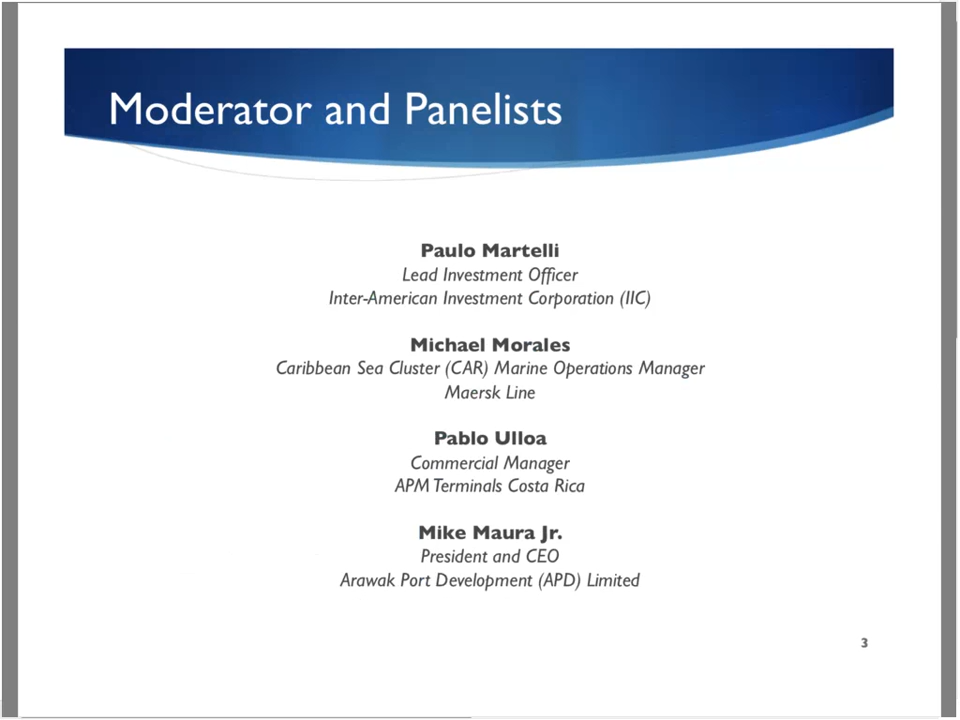 Moderator and Panelists
Paulo Martelli
Lead Investment Officer
Inter-American Investment Corporation (IIC)
Michael Morales
Caribbean Sea Cluster (CAR) Marine Operations Manager
Maersk Line
Pablo Ulloa
Commercial Manager
APM Terminals Costa Rica
Mike Maura Jr.
President and CEO
Arawak Port Development (APD) Limited
3